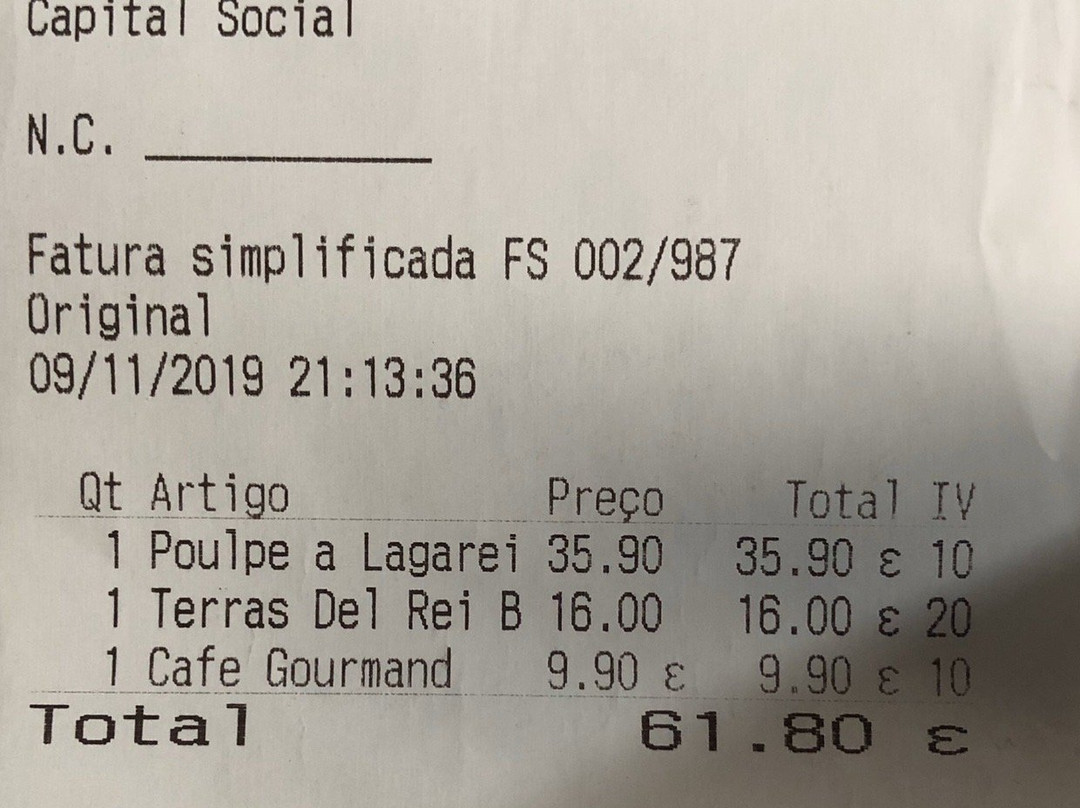 Capital Social
N.C. ____________
Fatura simplificada FS 002/987
Original
09/11/2019 21:13:36
Qt Artigo Preço Total IV
1 Poulpe a Lagarei 35.90 35.90 € 10
1 Terras Del Rei B 16.00 16.00 € 20
1 Cafe Gourmand 9.90 € 9.90 € 10
Total 61.80 €